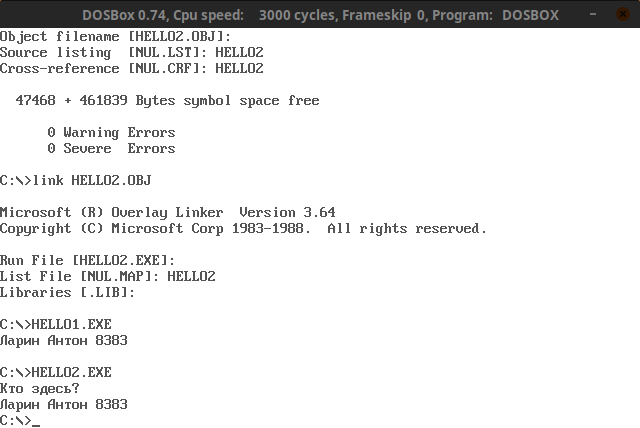 DOSBox 0.74, Cpu speed: 3000 cycles, Frameskip 0, Program: DOSBOX
Object filename [HELLO2.OBJ]:
Source listing [NUL.LST]: HELLO2
Cross-reference [NUL.CRF]: HELLO2
47468 + 461839 Bytes symbol space free
0 Warning Errors
0 Severe Errors
C:\>link HELLO2.OBJ
Microsoft (R) Overlay Linker Version 3.64
Copyright (C) Microsoft Corp 1983-1988. All rights reserved.
Run File [HELLO2.EXE]:
List File [NUL.MAP]: HELLO2
Libraries [.LIB]:
C:\>HELLO1.EXE
Ларин Антон 8383
C:\>HELLO2.EXE
Кто здесь?
Ларин Антон 8383
C:\>_